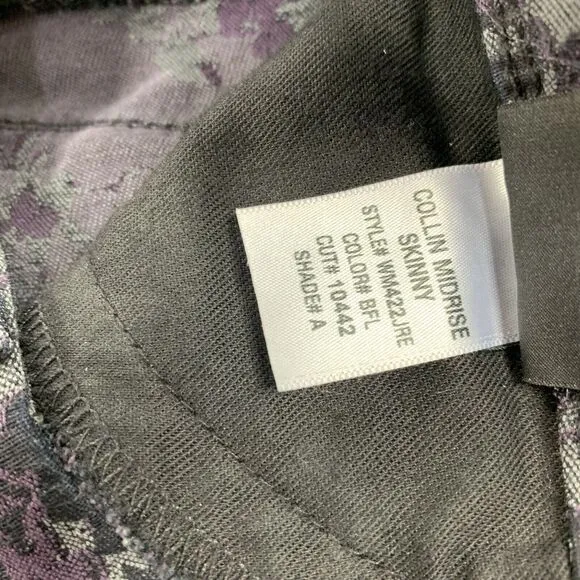 COLLIN MIDRISE
SKINNY
STYLE# WM422JRE
COLOR# BFL
CUT# 10442
SHADE# A